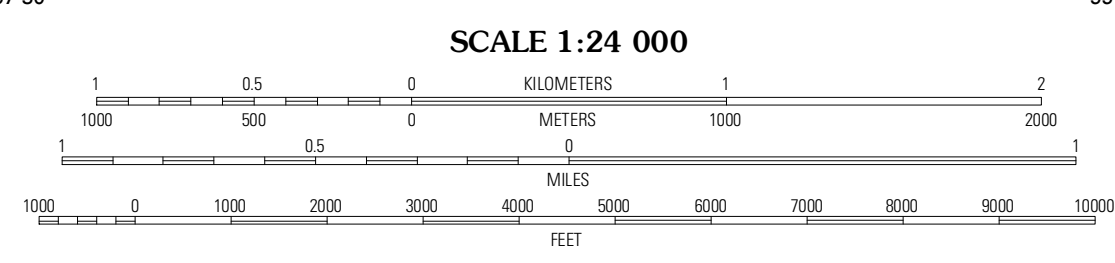 SCALE 1:24 000
1 0.5 0 KILOMETERS 1 2
1000 500 0 METERS 1000 2000
1 0.5 0 1
MILES
1000 0 1000 2000 3000 4000 5000 6000 7000 8000 9000 10000
FEET